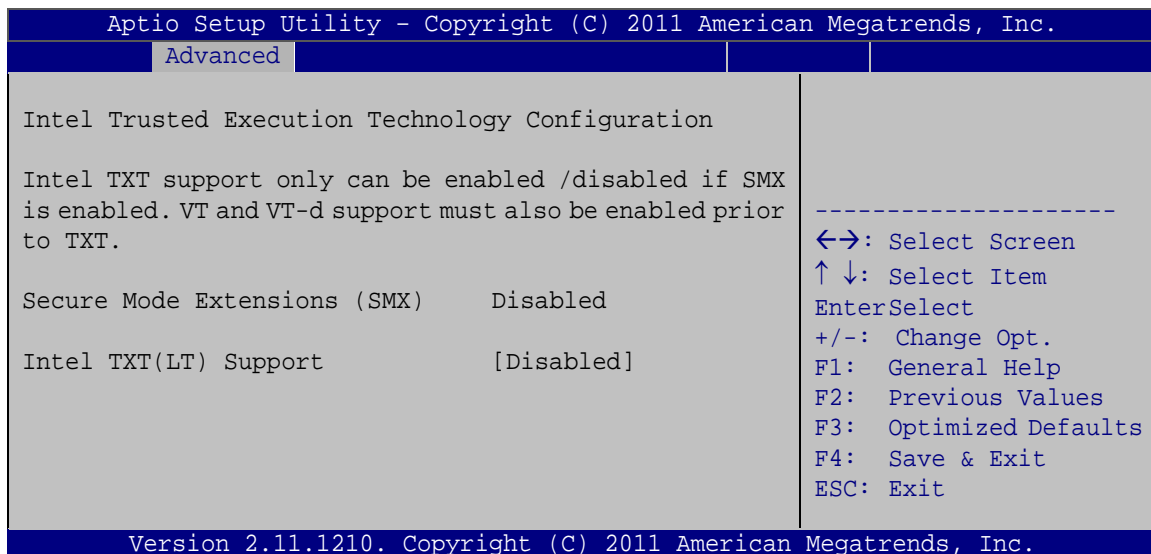 Aptio Setup Utility – Copyright (C) 2011 American Megatrends, Inc.
Advanced
Intel Trusted Execution Technology Configuration
Intel TXT support only can be enabled /disabled if SMX
is enabled. VT and VT-d support must also be enabled prior
to TXT.
Secure Mode Extensions (SMX) Disabled
Intel TXT(LT) Support [Disabled]
---------------------
←→: Select Screen
↑ ↓: Select Item
EnterSelect
+/-: Change Opt.
F1: General Help
F2: Previous Values
F3: Optimized Defaults
F4: Save & Exit
ESC: Exit
Version 2.11.1210. Copyright (C) 2011 American Megatrends, Inc.